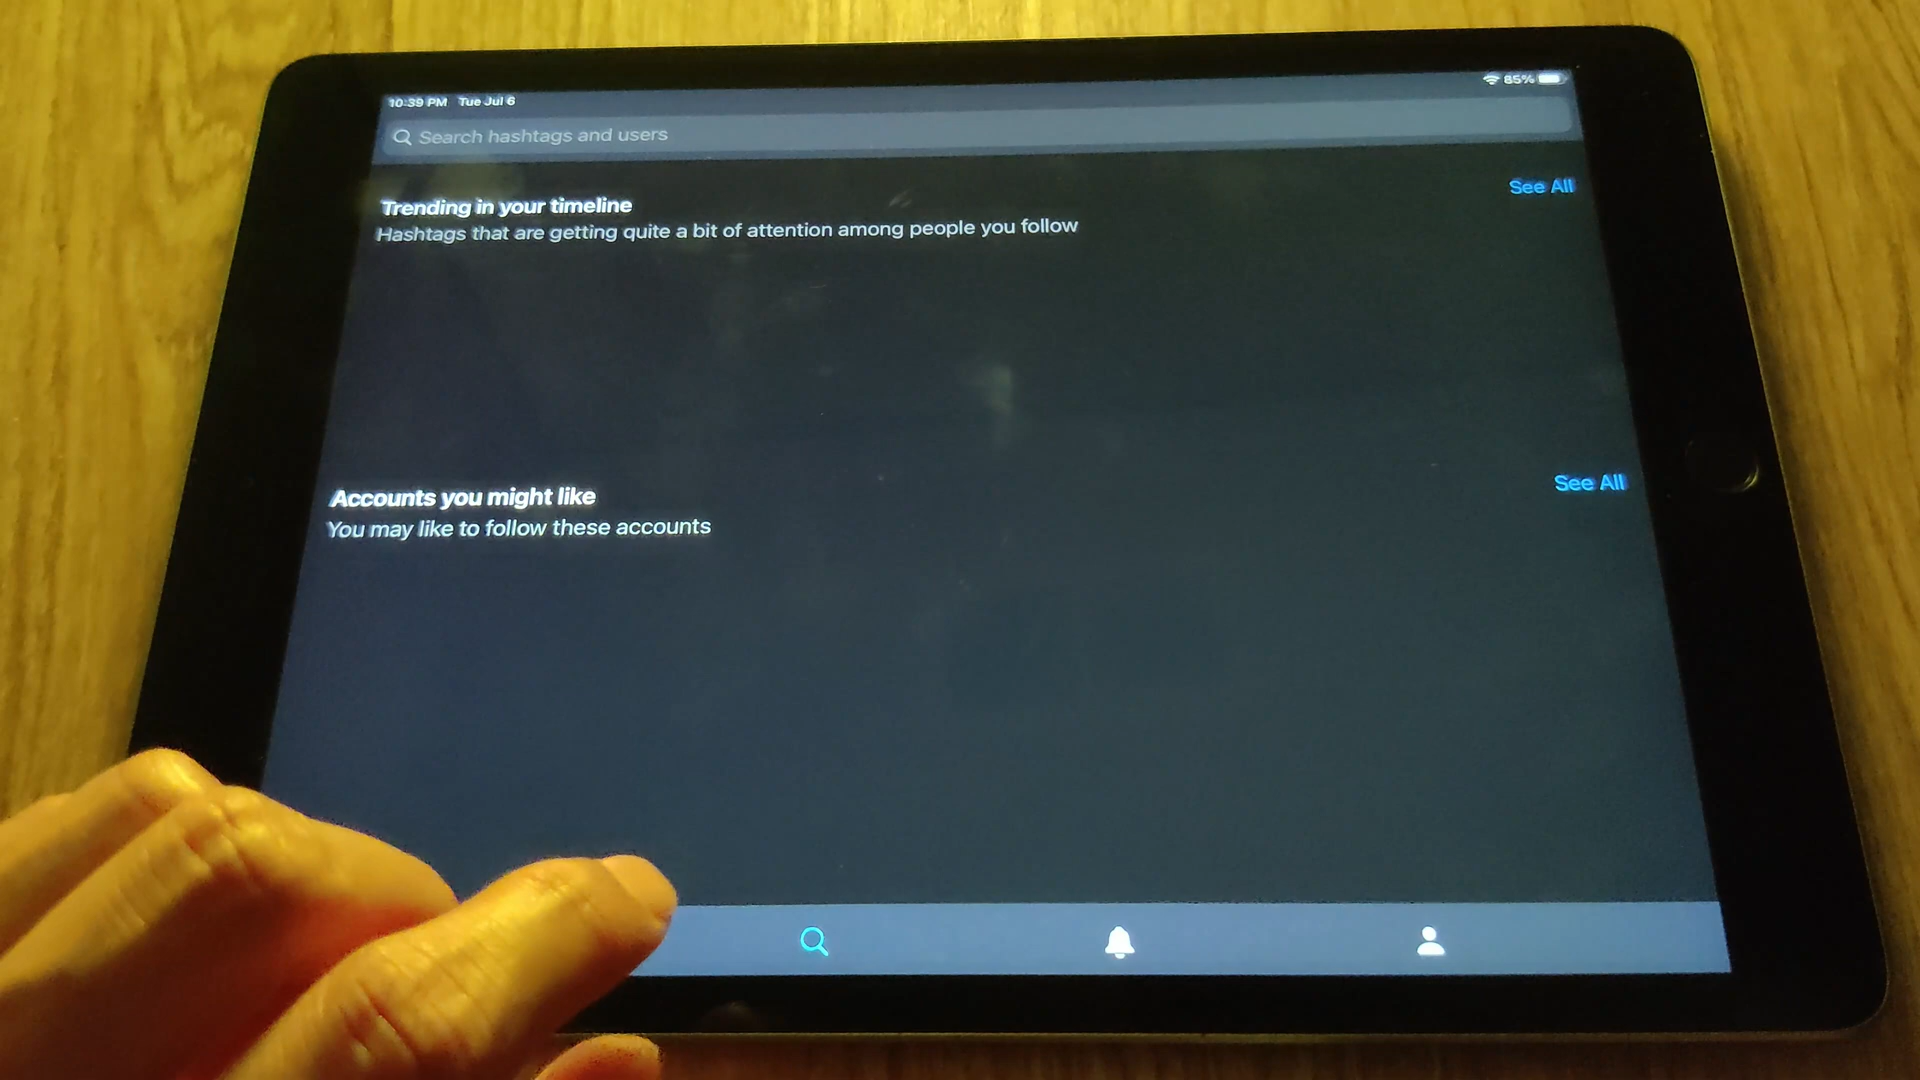 10:39 PM Tue Jul 6
85%
Search hashtags and users
Trending in your timeline
See All
Hashtags that are getting quite a bit of attention among people you follow
Accounts you might like
See All
You may like to follow these accounts